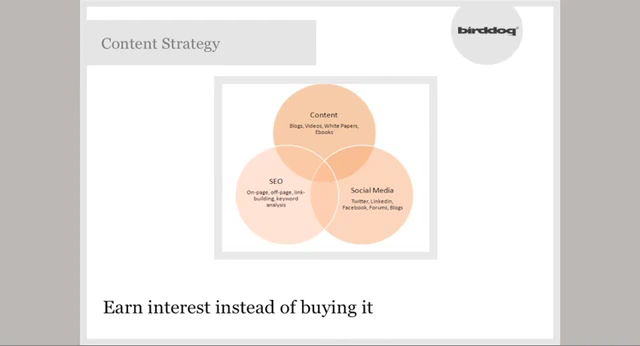 Content Strategy
birddog
Content
Blogs, Videos, White Papers,
Ebooks
SEO
On-page, off-page, link-
building, keyword
analysis
Social Media
Twitter, LinkedIn,
Facebook, Forums, Blogs
Earn interest instead of buying it